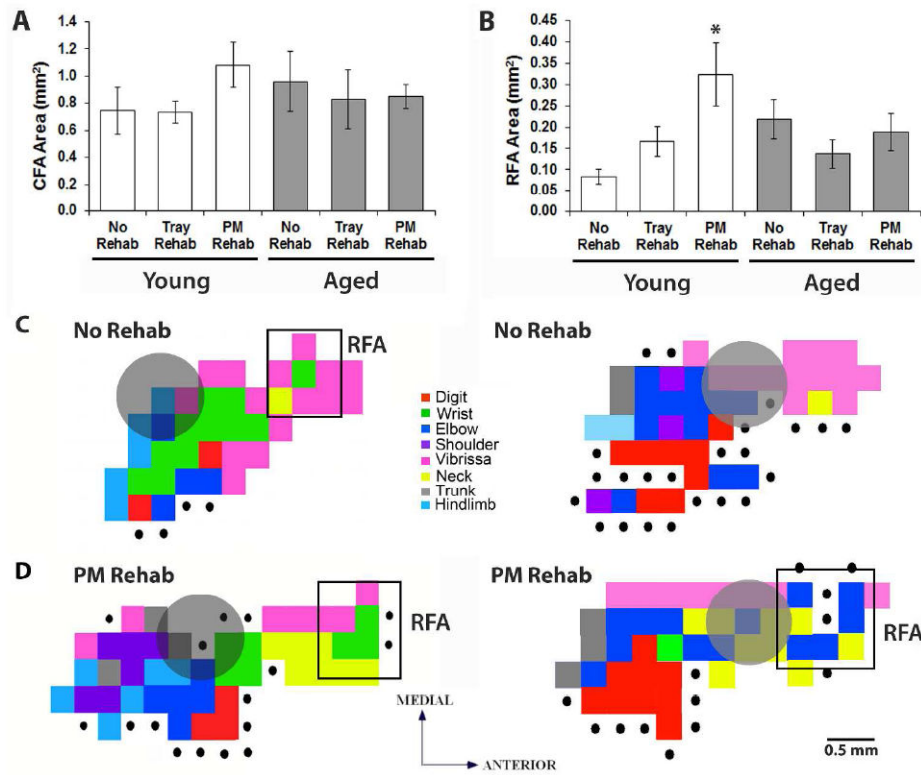 A
CFA Area (mm²)
1.4
1.2
1.0
0.8
0.6
0.4
0.2
0.0
No Rehab
Tray Rehab
PM Rehab
No Rehab
Tray Rehab
PM Rehab
Young
Aged
B
RFA Area (mm²)
0.45
0.40
0.35
0.30
0.25
0.20
0.15
0.10
0.05
0.00
*
No Rehab
Tray Rehab
PM Rehab
No Rehab
Tray Rehab
PM Rehab
Young
Aged
C
No Rehab
RFA
Digit
Wrist
Elbow
Shoulder
Vibrissa
Neck
Trunk
Hindlimb
No Rehab
D
PM Rehab
RFA
MEDIAL
ANTERIOR
PM Rehab
RFA
0.5 mm